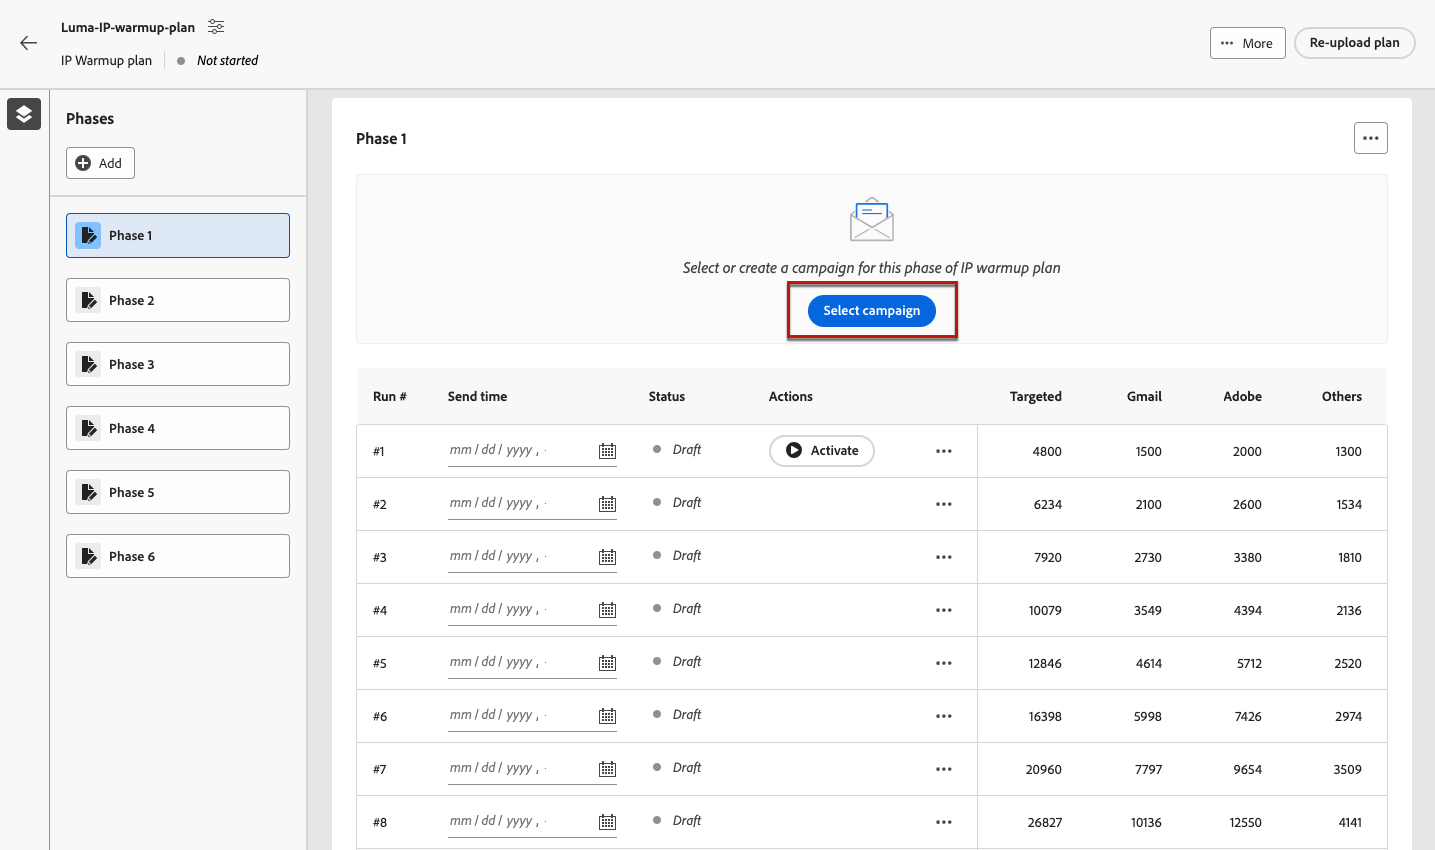 Luma-IP-warmup-plan
IP Warmup plan Not started
More
Re-upload plan
Phases
Add
Phase 1
Phase 2
Phase 3
Phase 4
Phase 5
Phase 6
Phase 1
Select or create a campaign for this phase of IP warmup plan
Select campaign
Run # Send time Status Actions Targeted Gmail Adobe Others
#1 mm / dd / yyyy , Draft Activate 4800 1500 2000 1300
#2 mm / dd / yyyy , Draft 6234 2100 2600 1534
#3 mm / dd / yyyy , Draft 7920 2730 3380 1810
#4 mm / dd / yyyy , Draft 10079 3549 4394 2136
#5 mm / dd / yyyy , Draft 12846 4614 5712 2520
#6 mm / dd / yyyy , Draft 16398 5998 7426 2974
#7 mm / dd / yyyy , Draft 20960 7797 9654 3509
#8 mm / dd / yyyy , Draft 26827 10136 12550 4141